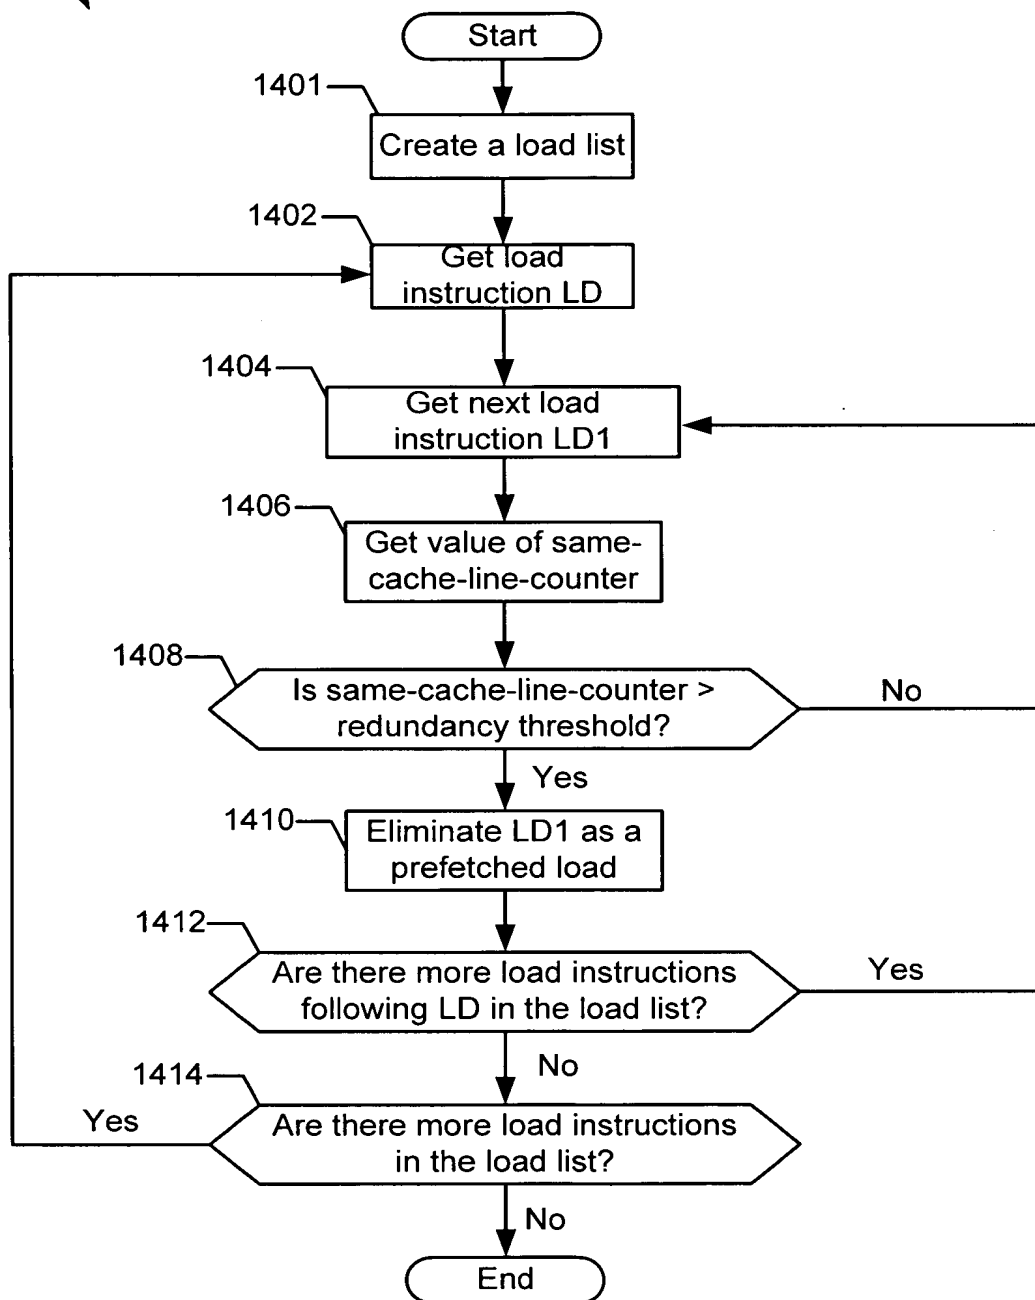 Start
1401
Create a load list
1402
Get load
instruction LD
1404
Get next load
instruction LD1
1406
Get value of same-
cache-line-counter
1408
Is same-cache-line-counter >
redundancy threshold?
No
Yes
1410
Eliminate LD1 as a
prefetched load
1412
Are there more load instructions
following LD in the load list?
Yes
No
1414
Are there more load instructions
in the load list?
Yes
No
End